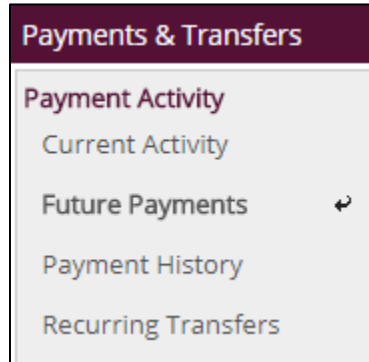 Payments & Transfers
Payment Activity
Current Activity
Future Payments
Payment History
Recurring Transfers